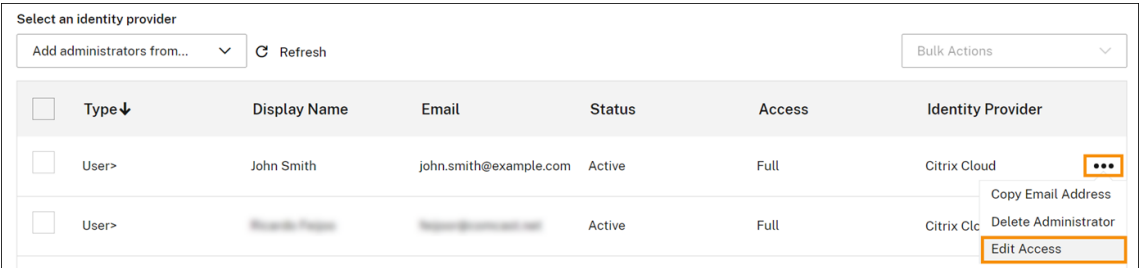 Select an identity provider
Add administrators from...
Refresh
Bulk Actions
Type Display Name Email Status Access Identity Provider
User> John Smith john.smith@example.com Active Full Citrix Cloud
Copy Email Address
User> Active Full Citrix Clo
Delete Administrator
Edit Access